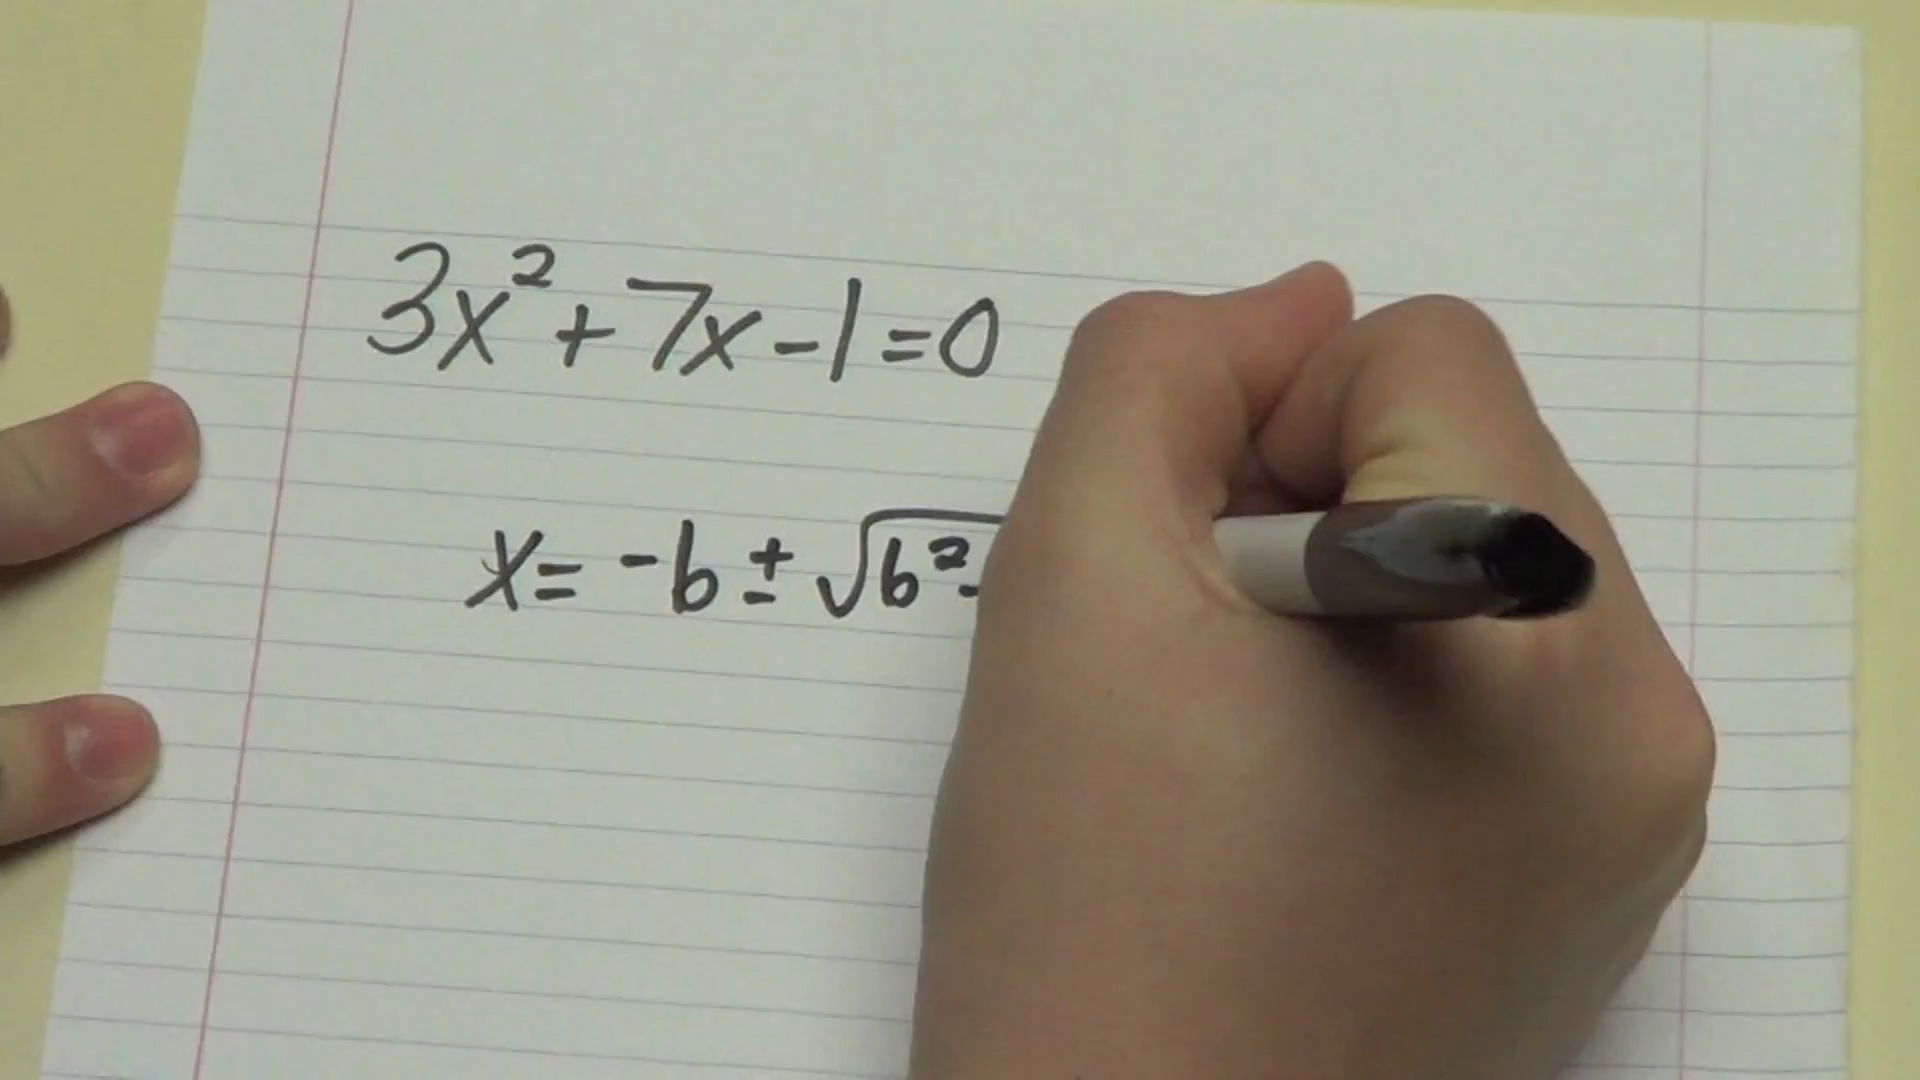 3x²+7x-1=0
x= -b ± √b²-